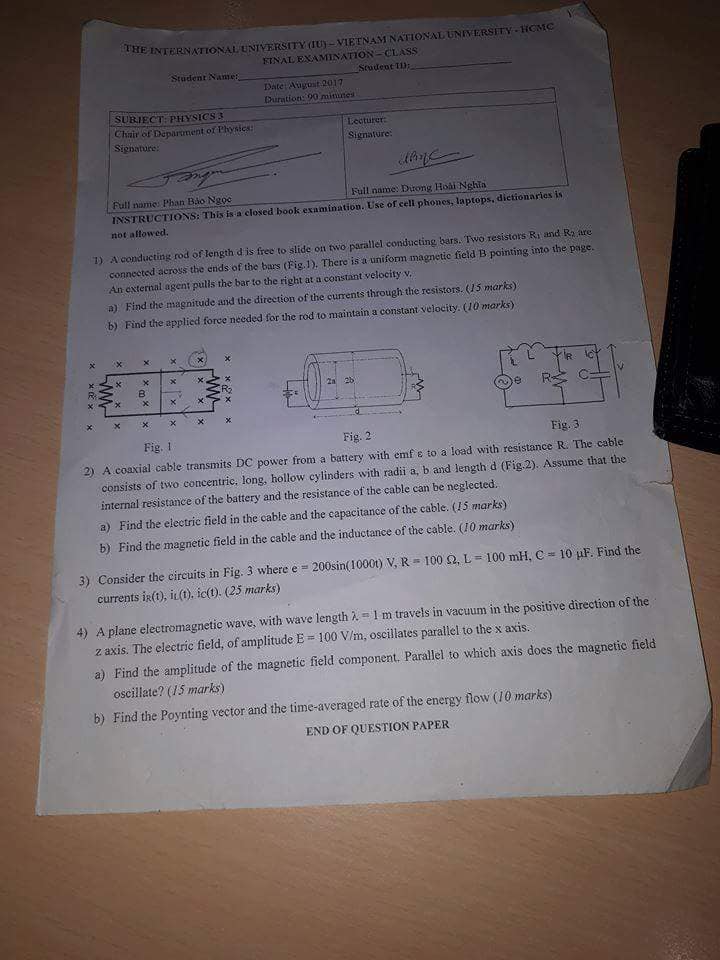 THE INTERNATIONAL UNIVERSITY (IU) – VIETNAM NATIONAL UNIVERSITY - HCMC
FINAL EXAMINATION – CLASS
Student Name: Student ID:
Date: August 2017
Duration: 90 minutes
SUBJECT: PHYSICS 3
Chair of Department of Physics:
Signature:
Full name: Phan Bảo Ngọc
Lecturer:
Signature:
Full name: Dương Hoài Nghĩa
INSTRUCTIONS: This is a closed book examination. Use of cell phones, laptops, dictionaries is
not allowed.
1) A conducting rod of length d is free to slide on two parallel conducting bars. Two resistors R₁ and R₂ are
connected across the ends of the bars (Fig.1). There is a uniform magnetic field B pointing into the page.
An external agent pulls the bar to the right at a constant velocity v.
a) Find the magnitude and the direction of the currents through the resistors. (15 marks)
b) Find the applied force needed for the rod to maintain a constant velocity. (10 marks)
x x x x x x
x x x x x x
R₁ B R₂
x x x x x x
x x x x x x
Fig. 1
ε 2a 2b R
d
Fig. 2
iL L iR iC
e R C V
Fig. 3
2) A coaxial cable transmits DC power from a battery with emf ε to a load with resistance R. The cable
consists of two concentric, long, hollow cylinders with radii a, b and length d (Fig.2). Assume that the
internal resistance of the battery and the resistance of the cable can be neglected.
a) Find the electric field in the cable and the capacitance of the cable. (15 marks)
b) Find the magnetic field in the cable and the inductance of the cable. (10 marks)
3) Consider the circuits in Fig. 3 where e = 200sin(1000t) V, R = 100 Ω, L = 100 mH, C = 10 μF. Find the
currents iR(t), iL(t), iC(t). (25 marks)
4) A plane electromagnetic wave, with wave length λ = 1 m travels in vacuum in the positive direction of the
z axis. The electric field, of amplitude E = 100 V/m, oscillates parallel to the x axis.
a) Find the amplitude of the magnetic field component. Parallel to which axis does the magnetic field
oscillate? (15 marks)
b) Find the Poynting vector and the time-averaged rate of the energy flow (10 marks)
END OF QUESTION PAPER